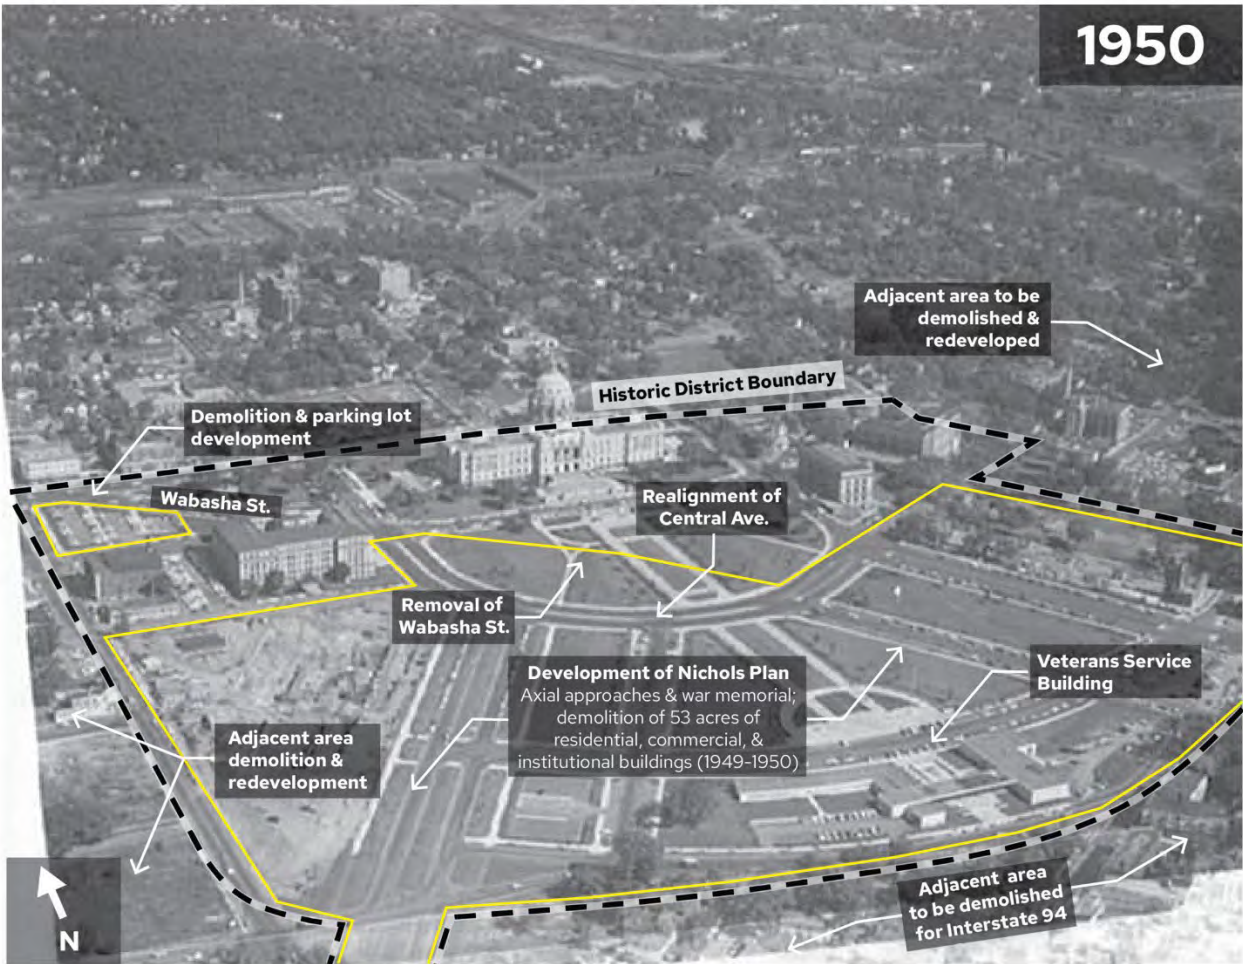 1950
Adjacent area to be
demolished &
redeveloped
Historic District Boundary
Demolition & parking lot
development
Wabasha St.
Realignment of
Central Ave.
Removal of
Wabasha St.
Development of Nichols Plan
Axial approaches & war memorial;
demolition of 53 acres of
residential, commercial, &
institutional buildings (1949-1950)
Veterans Service
Building
Adjacent area
demolition &
redevelopment
Adjacent area
to be demolished
for Interstate 94
N